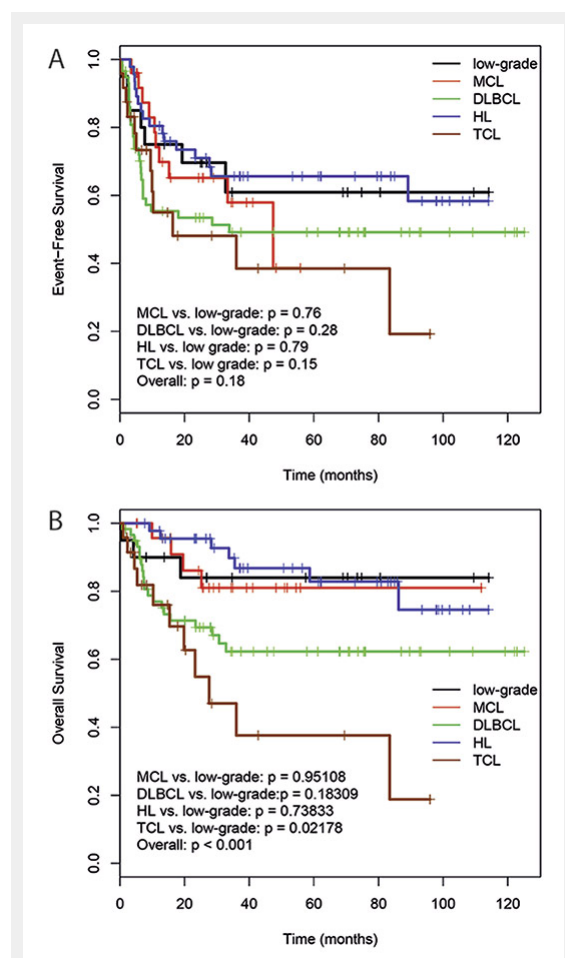 A
low-grade
MCL
DLBCL
HL
TCL
Event-Free Survival
1.0
0.8
0.6
0.4
0.2
0.0
MCL vs. low-grade: p = 0.76
DLBCL vs. low-grade: p = 0.28
HL vs. low grade: p = 0.79
TCL vs. low grade: p = 0.15
Overall: p = 0.18
0 20 40 60 80 100 120
Time (months)
B
Overall Survival
1.0
0.8
0.6
0.4
0.2
0.0
low-grade
MCL
DLBCL
HL
TCL
MCL vs. low-grade: p = 0.95108
DLBCL vs. low-grade:p = 0.18309
HL vs. low-grade: p = 0.73833
TCL vs. low-grade: p = 0.02178
Overall: p < 0.001
0 20 40 60 80 100 120
Time (months)